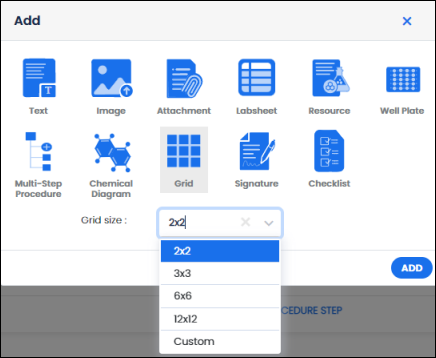 Add
Text Image Attachment Labsheet Resource Well Plate
Multi-Step Procedure Chemical Diagram Grid Signature Checklist
Grid size :
2x2
2x2
3x3
6x6
12x12
Custom
ADD
CEDURE STEP